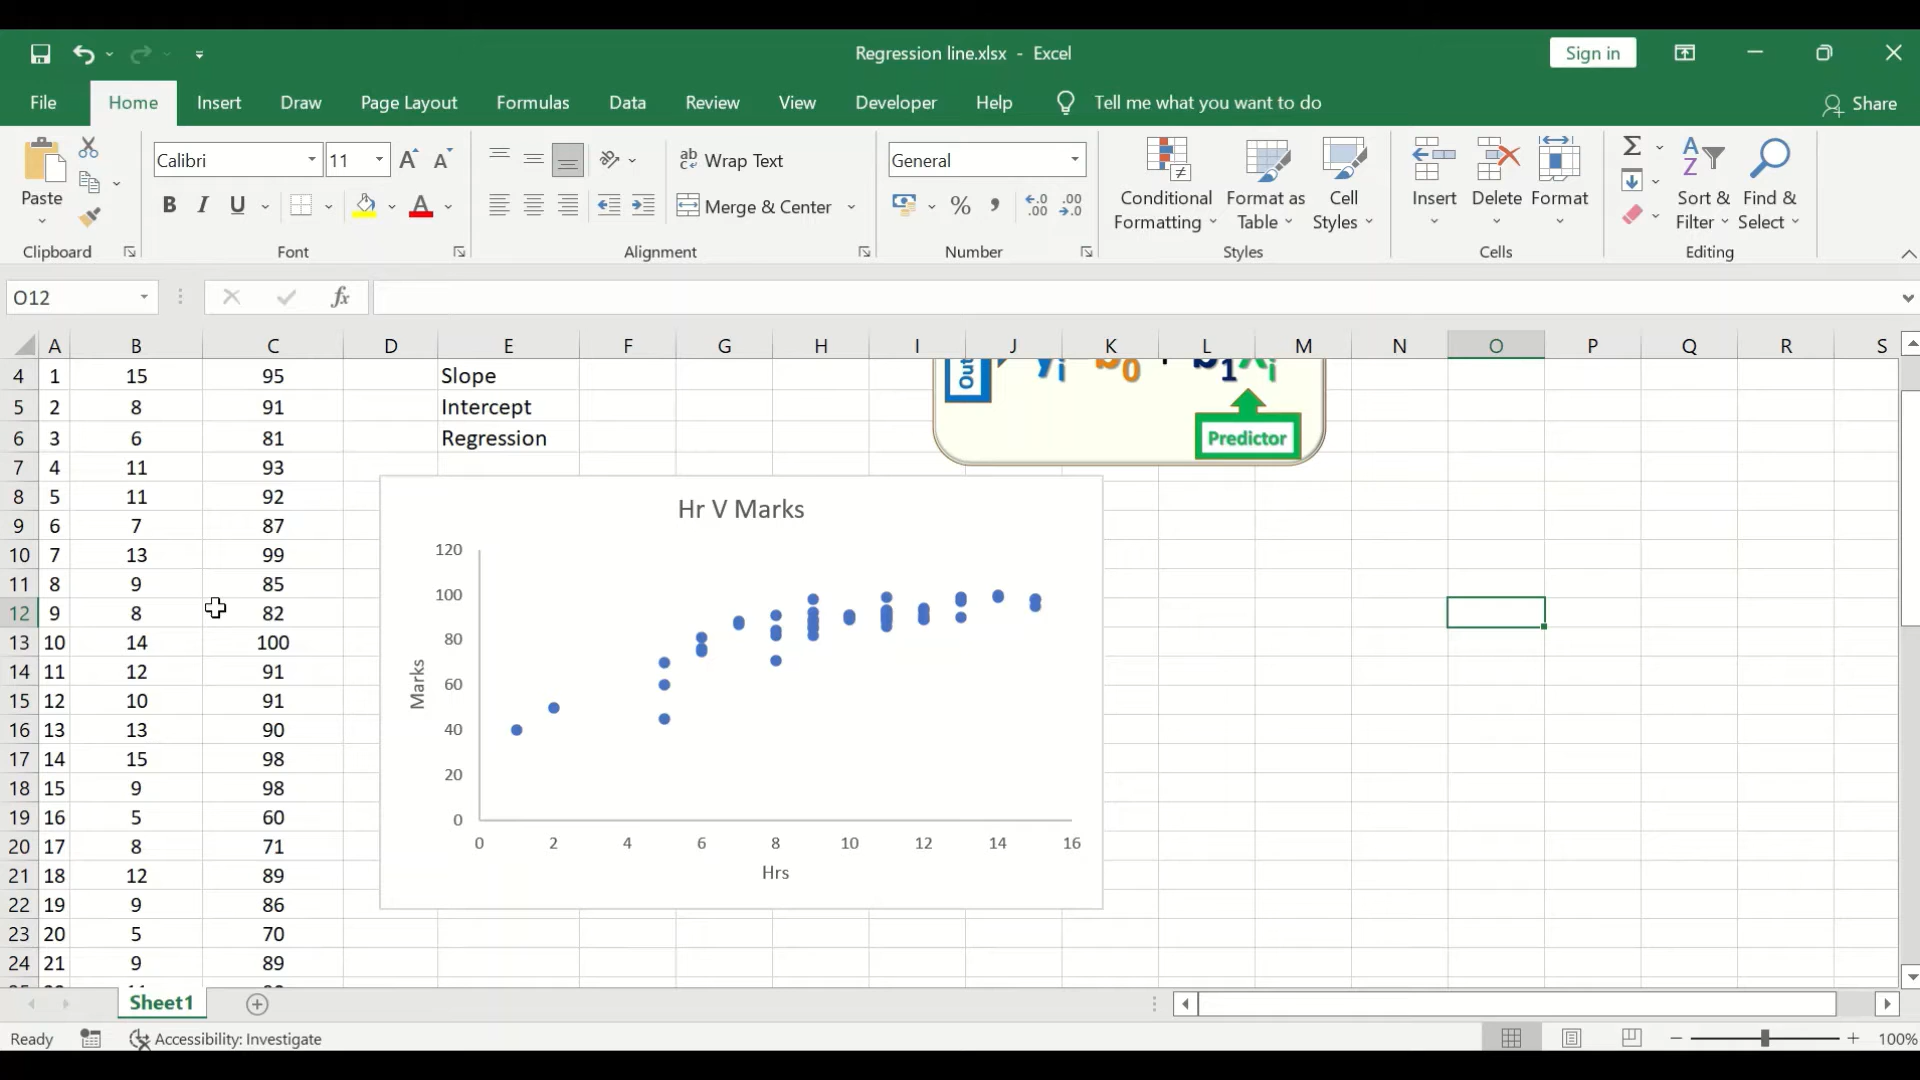 Regression line.xlsx - Excel
Sign in
File Home Insert Draw Page Layout Formulas Data Review View Developer Help Tell me what you want to do Share
Paste
Clipboard
Calibri 11
B I U
Font
Wrap Text
Merge & Center
Alignment
General
Number
Conditional Formatting
Format as Table
Cell Styles
Styles
Insert Delete Format
Cells
Sort & Filter
Find & Select
Editing
O12 fx
A B C D E F G H I J K L M N O P Q R S
4 1 15 95 Slope
5 2 8 91 Intercept
6 3 6 81 Regression
7 4 11 93
8 5 11 92
9 6 7 87
10 7 13 99
11 8 9 85
12 9 8 82
13 10 14 100
14 11 12 91
15 12 10 91
16 13 13 90
17 14 15 98
18 15 9 98
19 16 5 60
20 17 8 71
21 18 12 89
22 19 9 86
23 20 5 70
24 21 9 89
Out
yi b0 + b1Xi
Predictor
Hr V Marks
120
100
80
60
40
20
0
Marks
0 2 4 6 8 10 12 14 16
Hrs
Sheet1
Ready
Accessibility: Investigate
100%